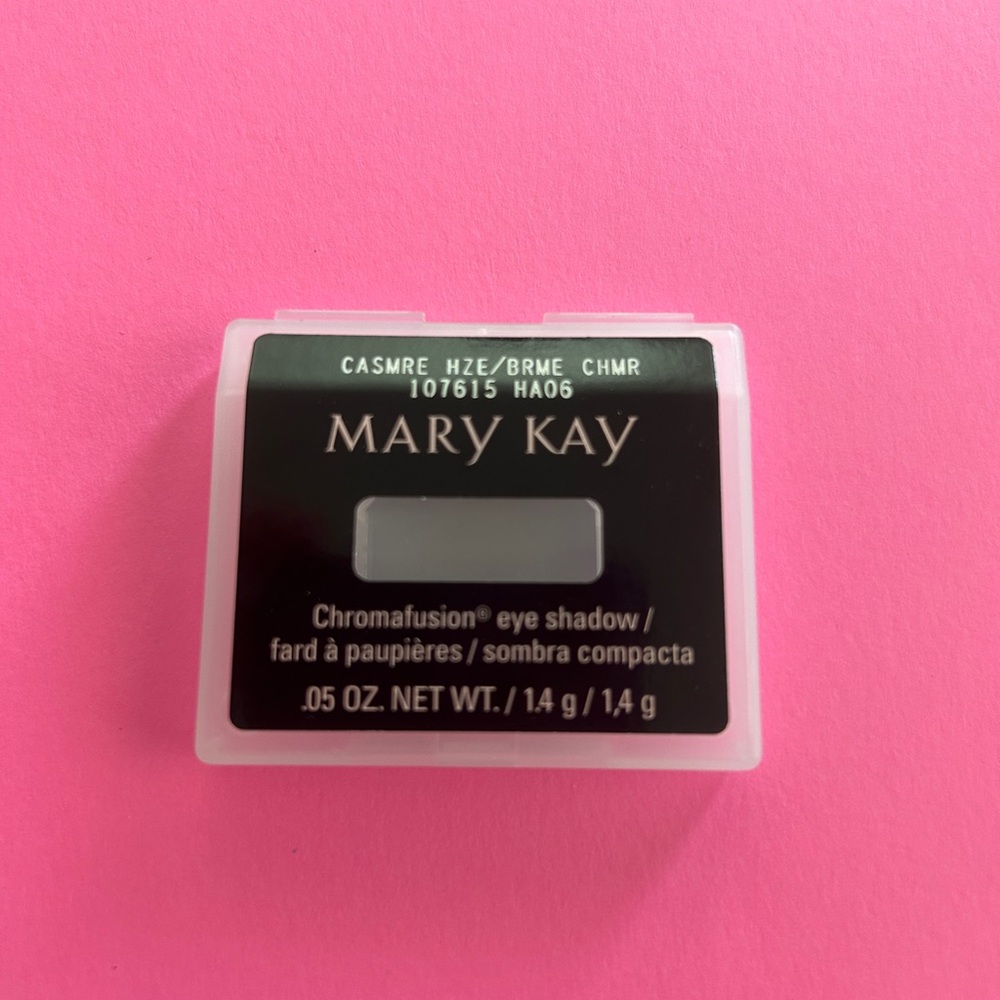 CASMRE HZE/BRME CHMR
107615 HA06
MARY KAY
Chromafusion® eye shadow /
fard à paupières / sombra compacta
.05 OZ. NET WT. / 1.4 g / 1,4 g